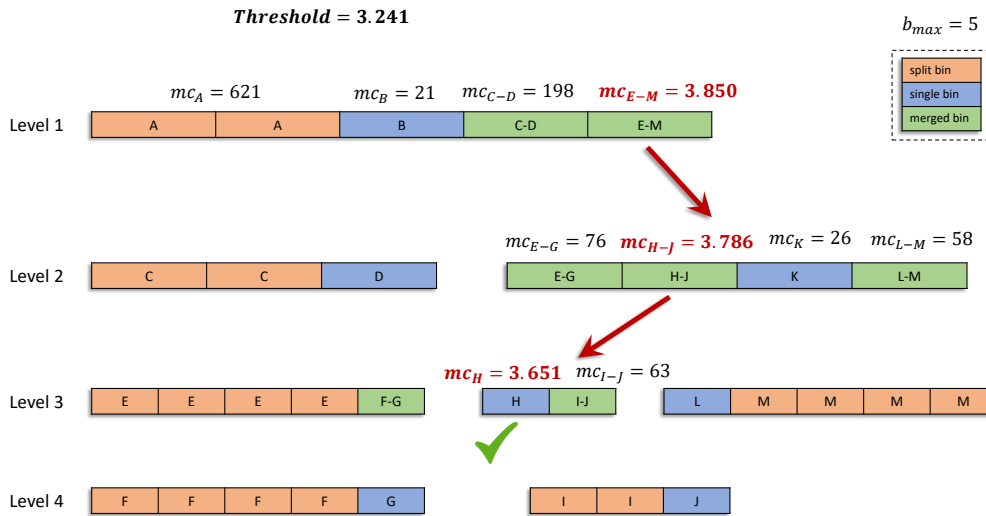 Threshold = 3.241
b_max = 5
split bin
single bin
merged bin
mc_A = 621
mc_B = 21
mc_C−D = 198
mc_E−M = 3.850
Level 1
A
A
B
C-D
E-M
mc_E−G = 76
mc_H−J = 3.786
mc_K = 26
mc_L−M = 58
Level 2
C
C
D
E-G
H-J
K
L-M
mc_H = 3.651
mc_I−J = 63
Level 3
E
E
E
E
F-G
H
I-J
L
M
M
M
M
Level 4
F
F
F
F
G
I
I
J